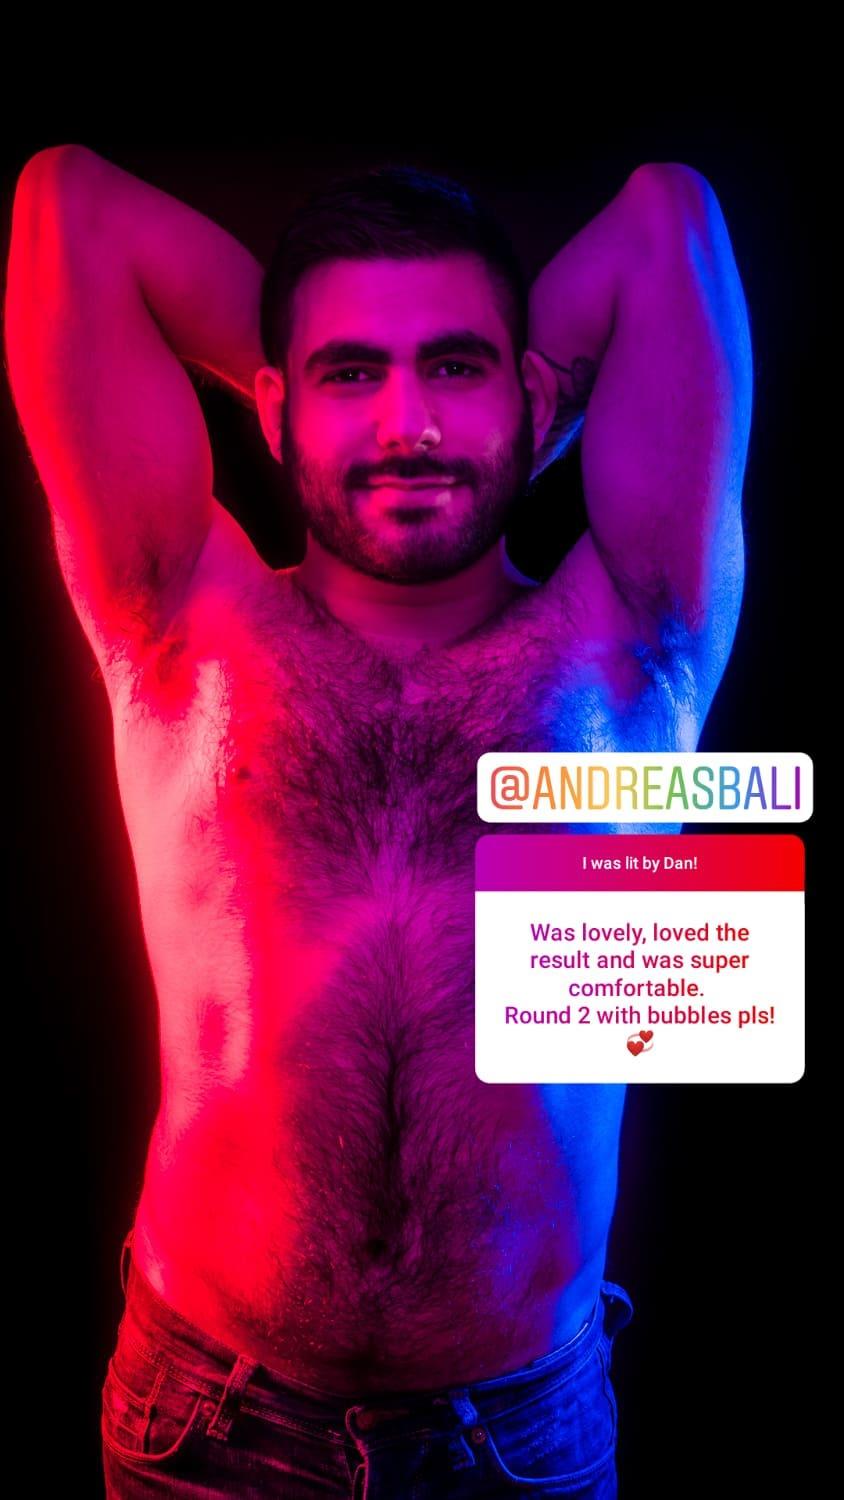 @ANDREASBALI
I was lit by Dan!
Was lovely, loved the
result and was super
comfortable.
Round 2 with bubbles pls!
💞